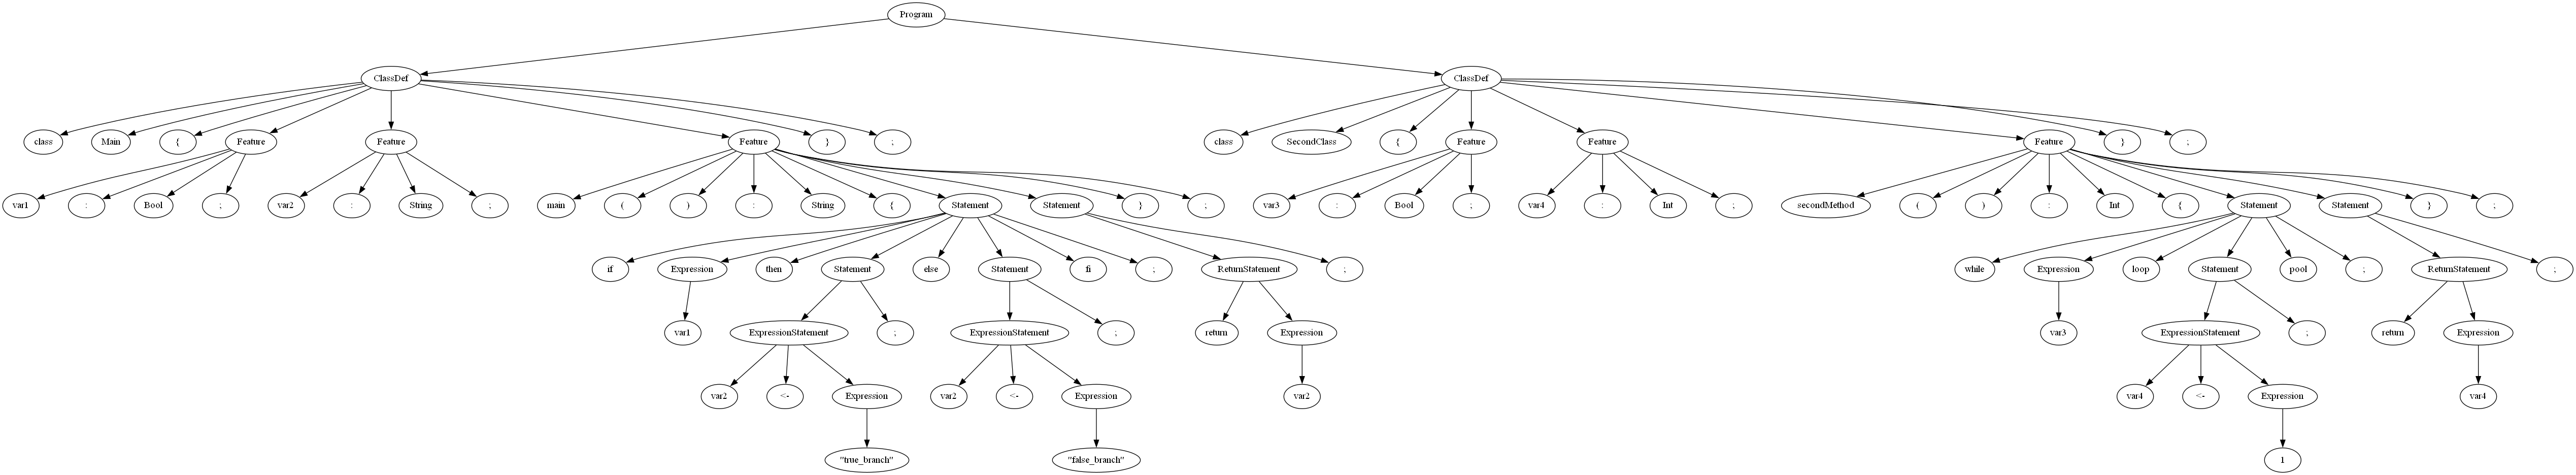 Program
ClassDef ClassDef
class Main { Feature Feature Feature } ; class SecondClass { Feature Feature Feature } ;
var1 : Bool ; var2 : String ; main ( ) : String { Statement Statement } ; var3 : Bool ; var4 : Int ; secondMethod ( ) : Int { Statement Statement } ;
if Expression then Statement else Statement fi ; ReturnStatement ; while Expression loop Statement pool ; ReturnStatement ;
var1 ExpressionStatement ; ExpressionStatement ; return Expression var3 ExpressionStatement ; return Expression
var2 <- Expression var2 <- Expression var2 var4 <- Expression var4
"true_branch" "false_branch" 1